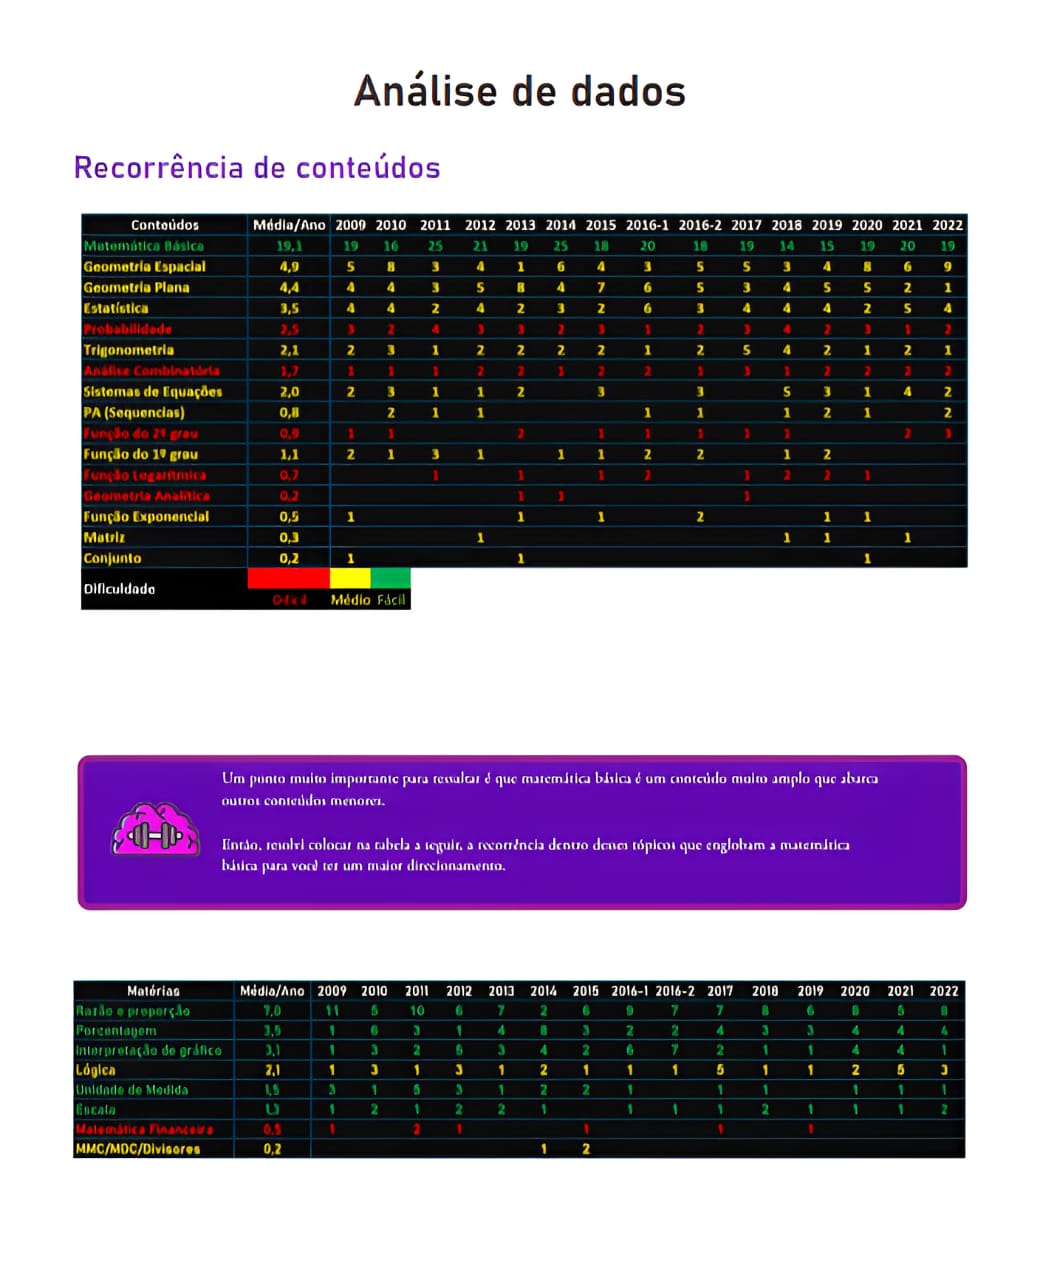 Análise de dados
Recorrência de conteúdos
Conteúdos Média/Ano 2009 2010 2011 2012 2013 2014 2015 2016-1 2016-2 2017 2018 2019 2020 2021 2022
Matemática Básica 19,1 19 16 25 21 19 25 18 20 18 19 14 15 19 20 19
Geometria Espacial 4,9 5 8 3 4 1 6 4 3 5 5 3 4 8 6 9
Geometria Plana 4,4 4 4 3 5 8 4 7 6 5 3 4 5 5 2 1
Estatística 3,5 4 4 2 4 2 3 2 6 3 4 4 4 2 5 4
Probabilidade 2,5 3 2 4 3 3 2 3 1 2 3 4 2 3 1 2
Trigonometria 2,1 2 3 1 2 2 2 2 1 2 5 4 2 1 2 1
Análise Combinatória 1,7 1 1 1 2 2 1 2 2 1 3 1 2 2 2 2
Sistemas de Equações 2,0 2 3 1 1 2 3 3 5 3 1 4 2
PA (Sequencias) 0,8 2 1 1 1 1 1 2 1 2
Função do 2º grau 0,9 1 1 2 1 1 1 1 1 2 3
Função do 1º grau 1,1 2 1 3 1 1 1 2 2 1 2
Função Logarítmica 0,7 1 1 1 2 1 2 2 1
Geometria Analítica 0,2 1 1 1
Função Exponencial 0,5 1 1 1 2 1 1
Matriz 0,3 1 1 1 1
Conjunto 0,2 1 1 1
Dificuldade
Difícil Médio Fácil
Um ponto muito importante para ressaltar é que matemática básica é um conteúdo muito amplo que abarca
outros conteúdos menores.
Então, resolvi colocar na tabela a seguir, a recorrência dentro desses tópicos que englobam a matemática
básica para você ter um maior direcionamento.
Matérias Média/Ano 2009 2010 2011 2012 2013 2014 2015 2016-1 2016-2 2017 2018 2019 2020 2021 2022
Razão e proporção 7,0 11 5 10 6 7 2 6 9 7 7 8 6 8 5 8
Porcentagem 3,5 1 6 3 1 4 8 3 2 2 4 3 3 4 4 4
Interpretação de gráfico 3,1 1 3 2 5 3 4 2 6 7 2 1 1 4 4 1
Lógica 2,1 1 3 1 3 1 2 1 1 1 5 1 1 2 5 3
Unidade de Medida 1,5 3 1 5 3 1 2 2 1 1 1 1 1 1
Escala 1,3 1 2 1 2 2 1 1 1 1 2 1 1 1 2
Matemática Financeira 0,5 1 2 1 1 1 1
MMC/MDC/Divisores 0,2 1 2